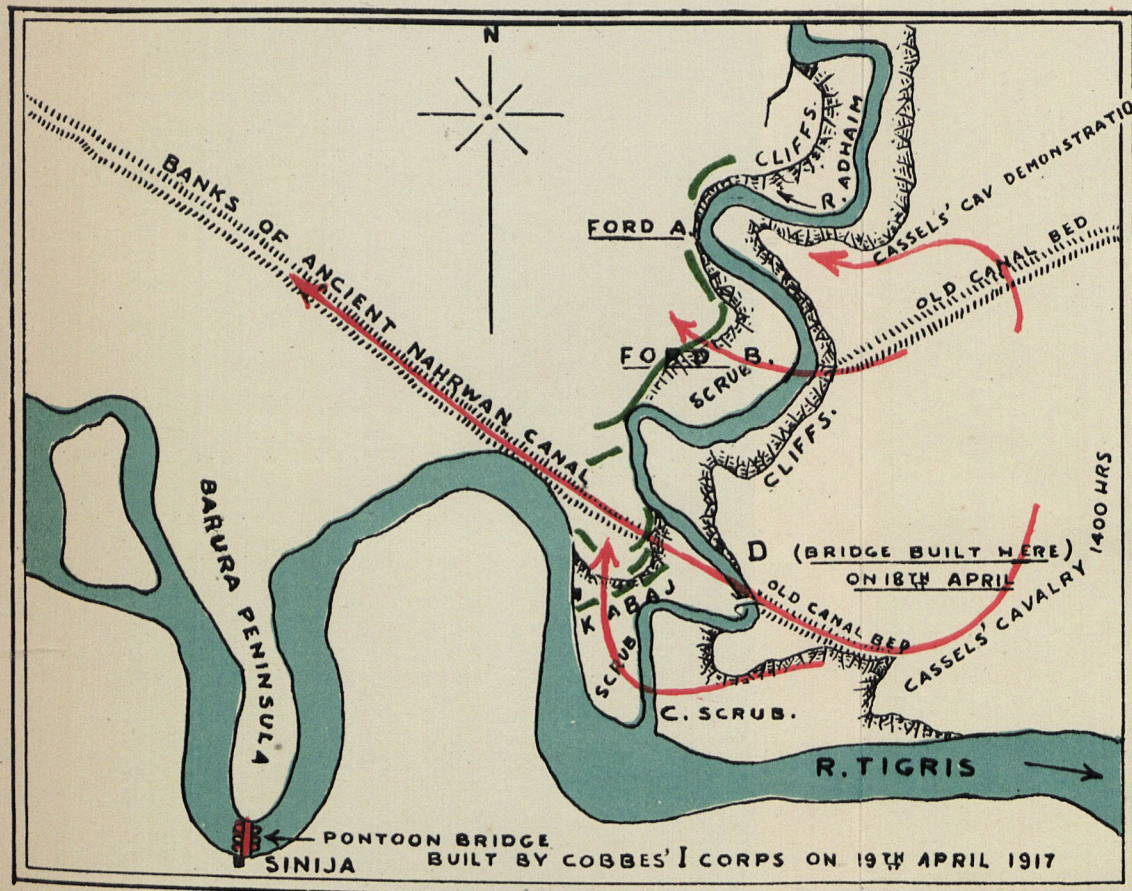 N
CLIFFS.
R. ADHAIM
CASSELS' CAV DEMONSTRATIO
BANKS OF ANCIENT NAHRWAN CANAL
FORD A.
OLD CANAL BED
FORD B.
SCRUB
CLIFFS.
BARURA PENINSULA
D (BRIDGE BUILT HERE)
ON 18TH APRIL
1400 HRS
KABAJ
OLD CANAL BED
CASSELS' CAVALRY
SCRUB
C. SCRUB.
R. TIGRIS
PONTOON BRIDGE
BUILT BY COBBES' I CORPS ON 19TH APRIL 1917
SINIJA